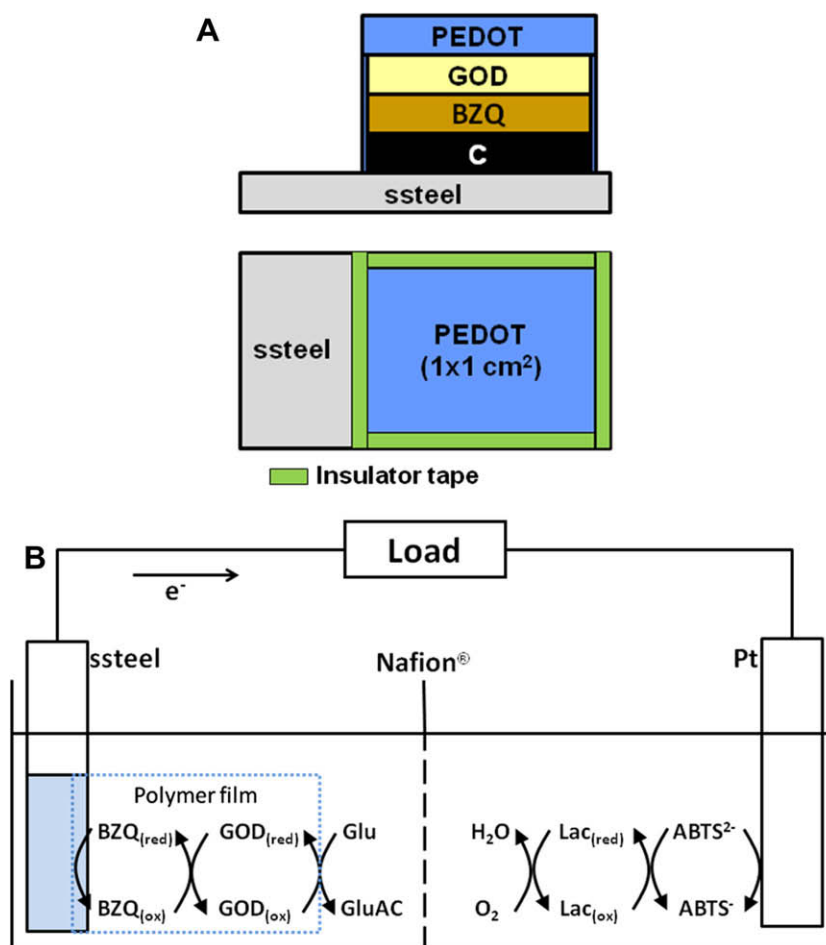 A
PEDOT
GOD
BZQ
C
ssteel
ssteel
PEDOT
(1x1 cm²)
Insulator tape
B
Load
e⁻
ssteel
Nafion®
Pt
Polymer film
BZQ(red) GOD(red) Glu
H₂O Lac(red) ABTS²⁻
BZQ(ox) GOD(ox) GluAC
O₂ Lac(ox) ABTS⁻